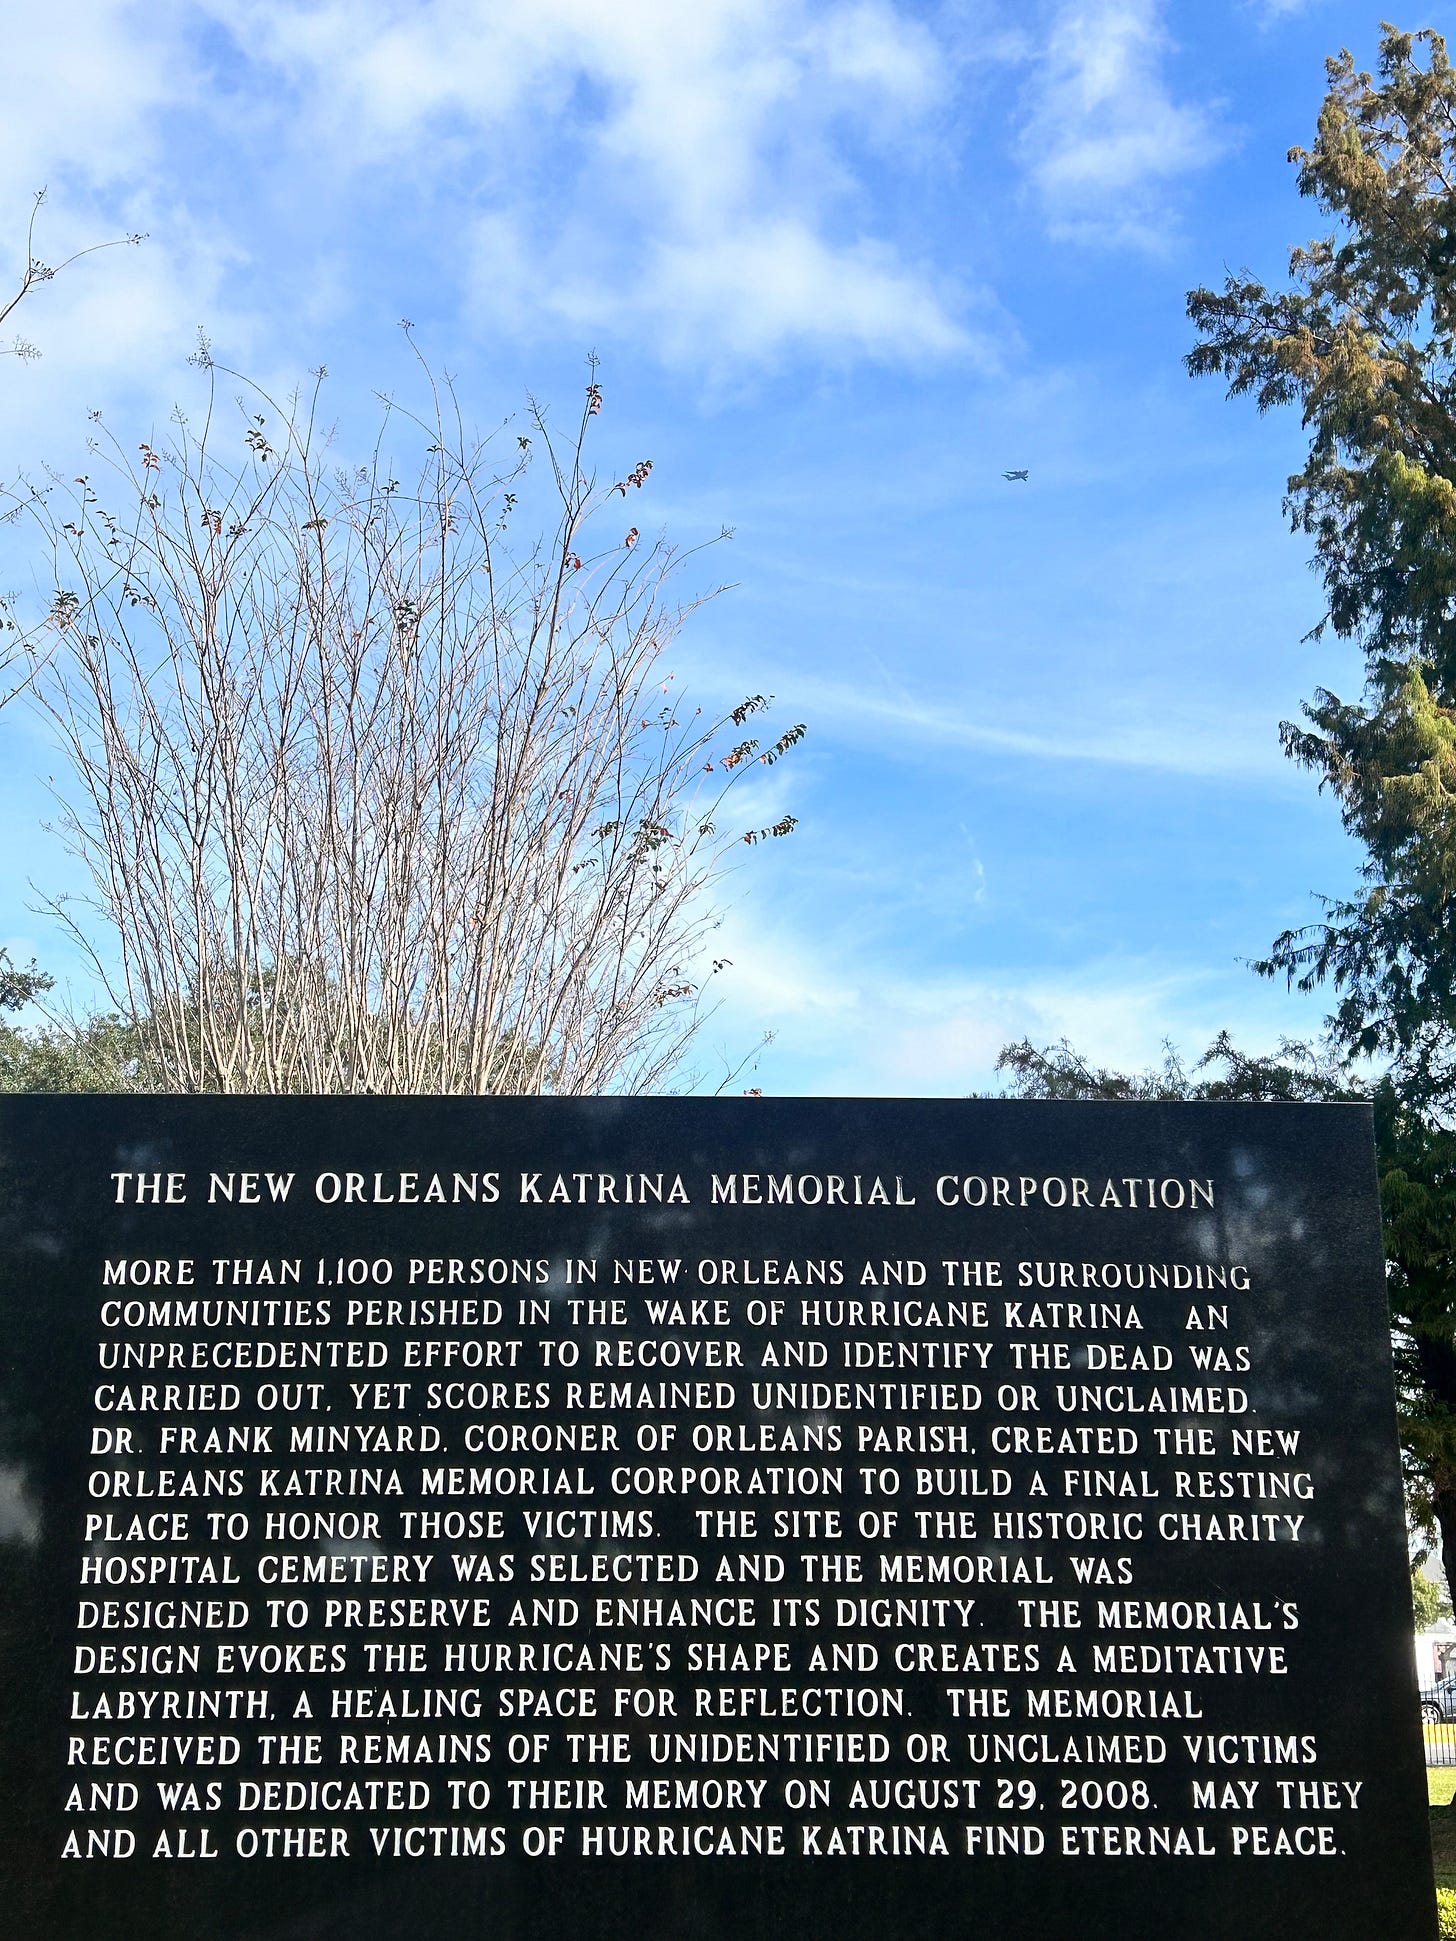 THE NEW ORLEANS KATRINA MEMORIAL CORPORATION
MORE THAN 1,100 PERSONS IN NEW ORLEANS AND THE SURROUNDING
COMMUNITIES PERISHED IN THE WAKE OF HURRICANE KATRINA AN
UNPRECEDENTED EFFORT TO RECOVER AND IDENTIFY THE DEAD WAS
CARRIED OUT, YET SCORES REMAINED UNIDENTIFIED OR UNCLAIMED.
DR. FRANK MINYARD, CORONER OF ORLEANS PARISH, CREATED THE NEW
ORLEANS KATRINA MEMORIAL CORPORATION TO BUILD A FINAL RESTING
PLACE TO HONOR THOSE VICTIMS. THE SITE OF THE HISTORIC CHARITY
HOSPITAL CEMETERY WAS SELECTED AND THE MEMORIAL WAS
DESIGNED TO PRESERVE AND ENHANCE ITS DIGNITY. THE MEMORIAL'S
DESIGN EVOKES THE HURRICANE'S SHAPE AND CREATES A MEDITATIVE
LABYRINTH, A HEALING SPACE FOR REFLECTION. THE MEMORIAL
RECEIVED THE REMAINS OF THE UNIDENTIFIED OR UNCLAIMED VICTIMS
AND WAS DEDICATED TO THEIR MEMORY ON AUGUST 29, 2008. MAY THEY
AND ALL OTHER VICTIMS OF HURRICANE KATRINA FIND ETERNAL PEACE.